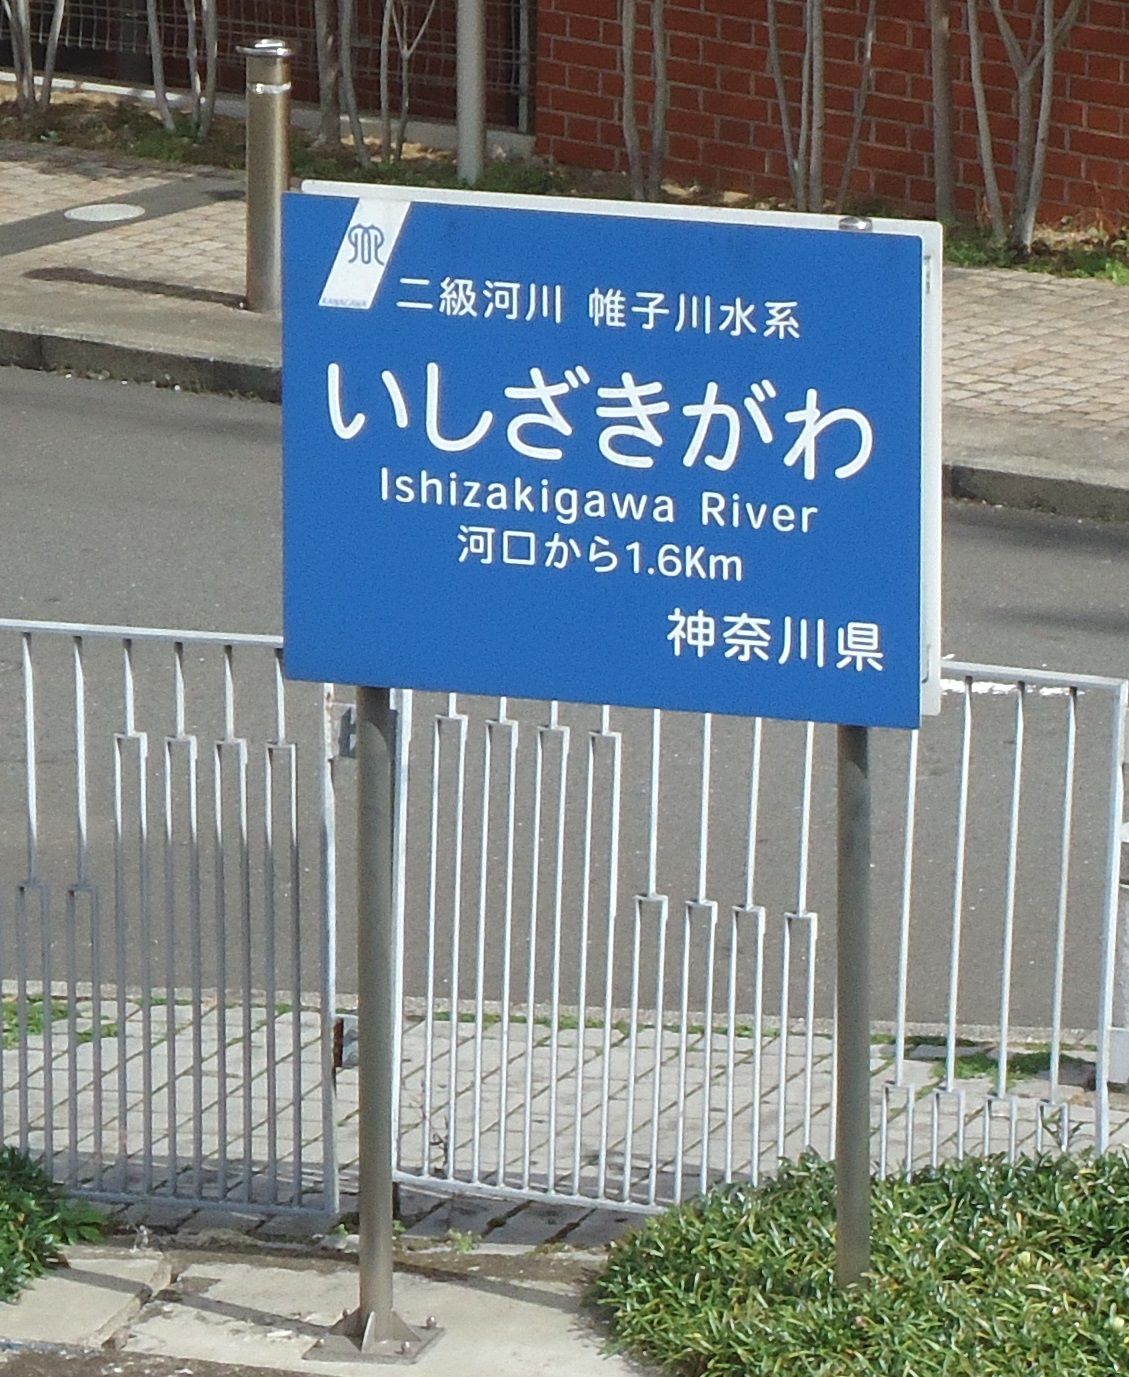 KANAGAWA
二級河川 帷子川水系
いしざきがわ
Ishizakigawa River
河口から1.6Km
神奈川県